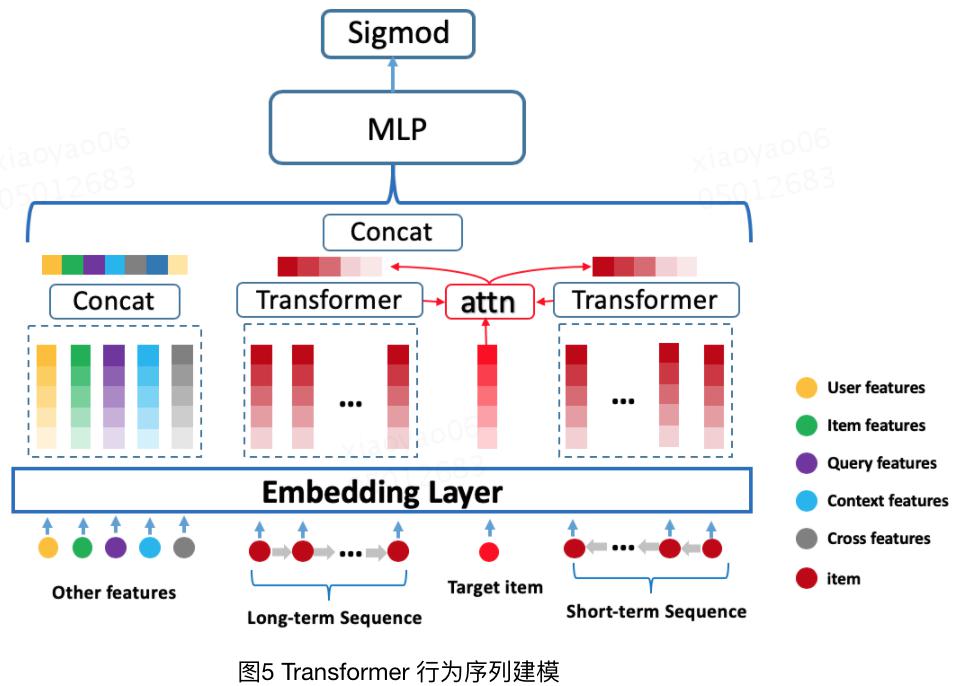 Sigmod
MLP
xiaoyao06
05012683
xiaoyao06
05012683
Concat
Concat
Transformer
attn
Transformer
...
...
xiaoyao06
05012683
Embedding Layer
...
...
Other features
Long-term Sequence
Target item
Short-term Sequence
User features
Item features
Query features
Context features
Cross features
item
图5 Transformer 行为序列建模